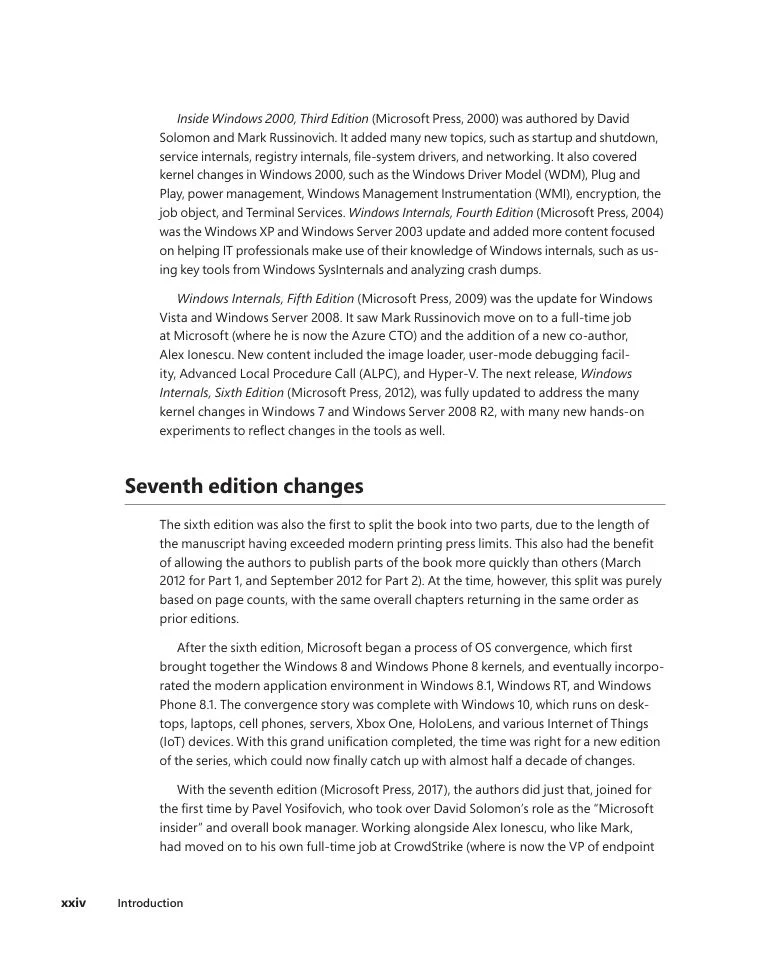 Inside Windows 2000, Third Edition (Microsoft Press, 2000) was authored by David
Solomon and Mark Russinovich. It added many new topics, such as startup and shutdown,
service internals, registry internals, file-system drivers, and networking. It also covered
kernel changes in Windows 2000, such as the Windows Driver Model (WDM), Plug and
Play, power management, Windows Management Instrumentation (WMI), encryption, the
job object, and Terminal Services. Windows Internals, Fourth Edition (Microsoft Press, 2004)
was the Windows XP and Windows Server 2003 update and added more content focused
on helping IT professionals make use of their knowledge of Windows internals, such as us-
ing key tools from Windows SysInternals and analyzing crash dumps.
Windows Internals, Fifth Edition (Microsoft Press, 2009) was the update for Windows
Vista and Windows Server 2008. It saw Mark Russinovich move on to a full-time job
at Microsoft (where he is now the Azure CTO) and the addition of a new co-author,
Alex Ionescu. New content included the image loader, user-mode debugging facil-
ity, Advanced Local Procedure Call (ALPC), and Hyper-V. The next release, Windows
Internals, Sixth Edition (Microsoft Press, 2012), was fully updated to address the many
kernel changes in Windows 7 and Windows Server 2008 R2, with many new hands-on
experiments to reflect changes in the tools as well.
Seventh edition changes
The sixth edition was also the first to split the book into two parts, due to the length of
the manuscript having exceeded modern printing press limits. This also had the benefit
of allowing the authors to publish parts of the book more quickly than others (March
2012 for Part 1, and September 2012 for Part 2). At the time, however, this split was purely
based on page counts, with the same overall chapters returning in the same order as
prior editions.
After the sixth edition, Microsoft began a process of OS convergence, which first
brought together the Windows 8 and Windows Phone 8 kernels, and eventually incorpo-
rated the modern application environment in Windows 8.1, Windows RT, and Windows
Phone 8.1. The convergence story was complete with Windows 10, which runs on desk-
tops, laptops, cell phones, servers, Xbox One, HoloLens, and various Internet of Things
(IoT) devices. With this grand unification completed, the time was right for a new edition
of the series, which could now finally catch up with almost half a decade of changes.
With the seventh edition (Microsoft Press, 2017), the authors did just that, joined for
the first time by Pavel Yosifovich, who took over David Solomon’s role as the “Microsoft
insider” and overall book manager. Working alongside Alex Ionescu, who like Mark,
had moved on to his own full-time job at CrowdStrike (where is now the VP of endpoint
xxiv Introduction